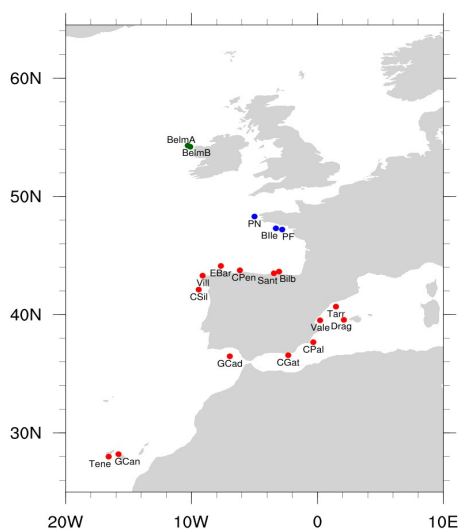 60N
BelmA
BelmB
50N
PN
BIle PF
EBar
Vill CPen Sant Bilb
CSil
40N
Tarr
Vale Drag
CPal
GCad CGat
30N
Tene GCan
20W 10W 0 10E